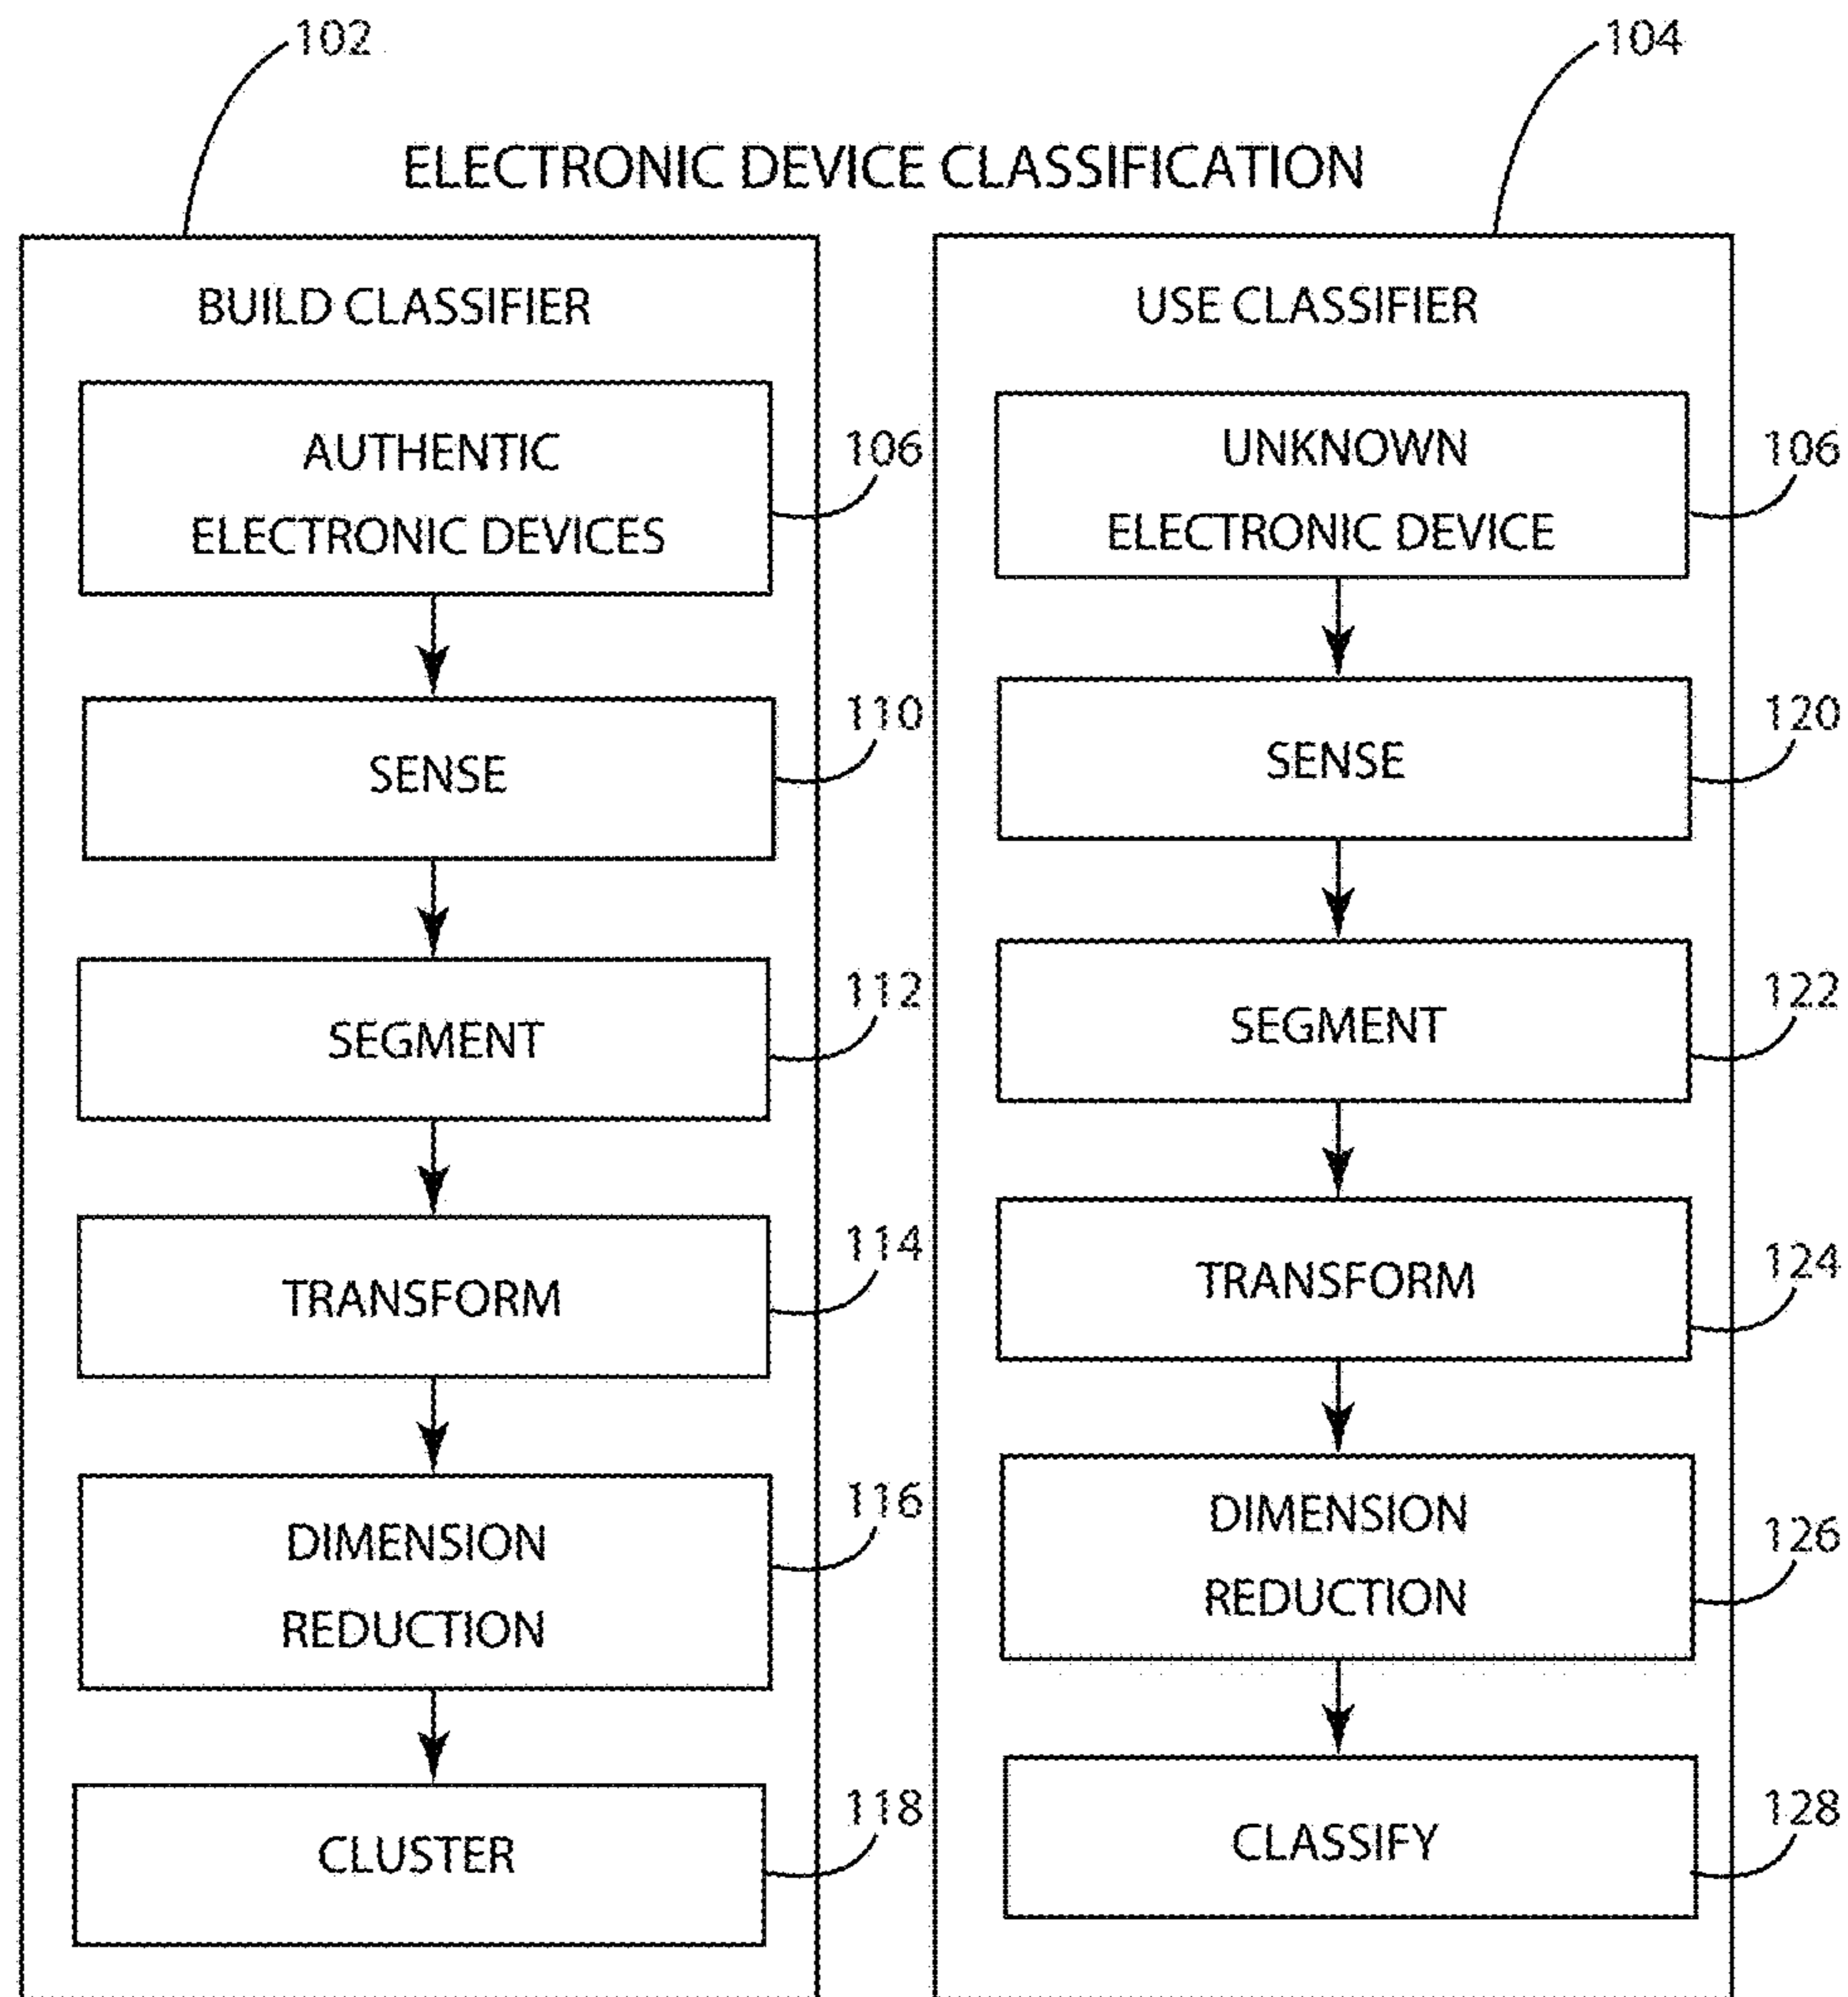 102
104
ELECTRONIC DEVICE CLASSIFICATION
BUILD CLASSIFIER
AUTHENTIC
ELECTRONIC DEVICES
106
SENSE
110
SEGMENT
112
TRANSFORM
114
DIMENSION
REDUCTION
116
CLUSTER
118
USE CLASSIFIER
UNKNOWN
ELECTRONIC DEVICE
106
SENSE
120
SEGMENT
122
TRANSFORM
124
DIMENSION
REDUCTION
126
CLASSIFY
128